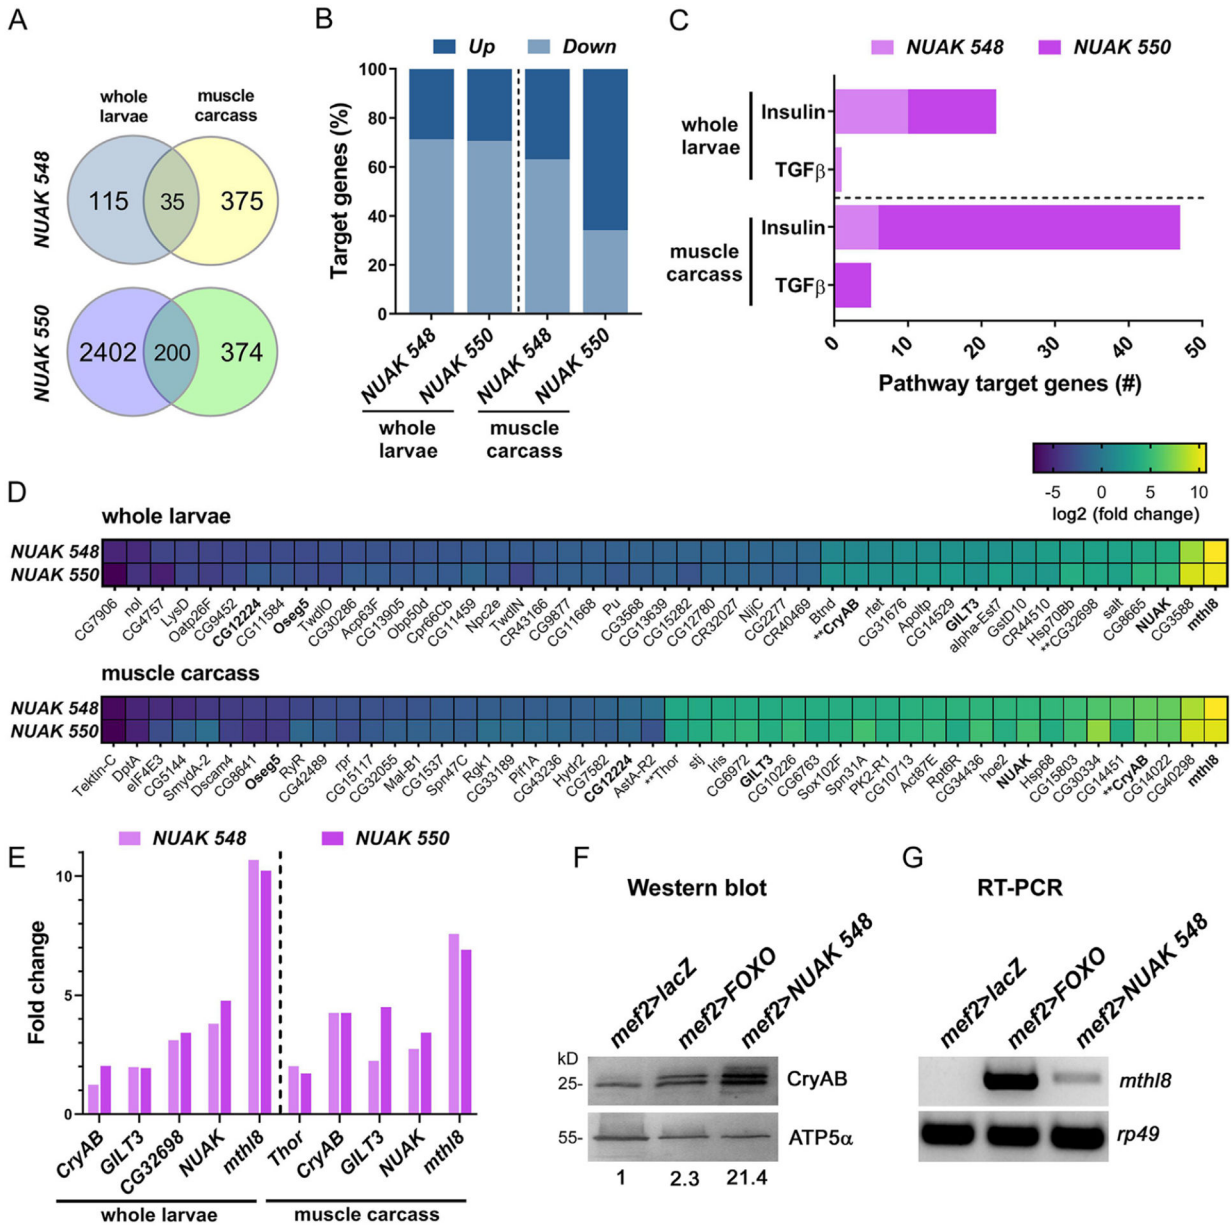 A
whole larvae
muscle carcass
NUAK 548
115
35
375
NUAK 550
2402
200
374
B
Up
Down
Target genes (%)
100
80
60
40
20
0
NUAK 548
NUAK 550
NUAK 548
NUAK 550
whole larvae
muscle carcass
C
NUAK 548
NUAK 550
whole larvae
Insulin
TGFβ
muscle carcass
Insulin
TGFβ
0
10
20
30
40
50
Pathway target genes (#)
-5
0
5
10
log2 (fold change)
D
whole larvae
NUAK 548
NUAK 550
CG7906
nol
CG4757
LysD
Oatp26F
CG9452
CG12224
CG11584
Oseg5
TwdlO
CG30286
Acp63F
CG13905
Obp50d
Cpr66Cb
CG11459
Npc2e
TwdlN
CR43166
CG9877
CG11668
Pu
CG3568
CG13639
CG15282
CG12780
CR32027
NijC
CG2277
CR40469
Btnd
**CryAB
rtet
CG31676
Apoltp
CG14529
GILT3
alpha-Est7
GstD10
CR44510
Hsp70Bb
**CG32698
salt
CG8665
NUAK
CG3588
mthl8
muscle carcass
NUAK 548
NUAK 550
Tektin-C
DptA
eIF4E3
CG5144
SmydA-2
Dscam4
CG8641
Oseg5
RyR
CG42489
rpr
CG15117
CG32055
Mal-B1
CG1537
Spn47C
Rgk1
CG33189
Pif1A
CG43236
Hydr2
CG7582
CG12224
AstA-R2
**Thor
stj
Iris
CG6972
GILT3
CG10226
CG6763
Sox102F
Spn31A
PK2-R1
CG10713
Act87E
Rpt6R
CG34436
hoe2
NUAK
Hsp68
CG15803
CG30334
CG14451
**CryAB
CG14022
CG40298
mthl8
E
NUAK 548
NUAK 550
Fold change
10
5
0
CryAB
GILT3
CG32698
NUAK
mthl8
Thor
CryAB
GILT3
NUAK
mthl8
whole larvae
muscle carcass
F
Western blot
mef2>lacZ
mef2>FOXO
mef2>NUAK 548
kD
25-
CryAB
55-
ATP5α
1
2.3
21.4
G
RT-PCR
mef2>lacZ
mef2>FOXO
mef2>NUAK 548
mthl8
rp49